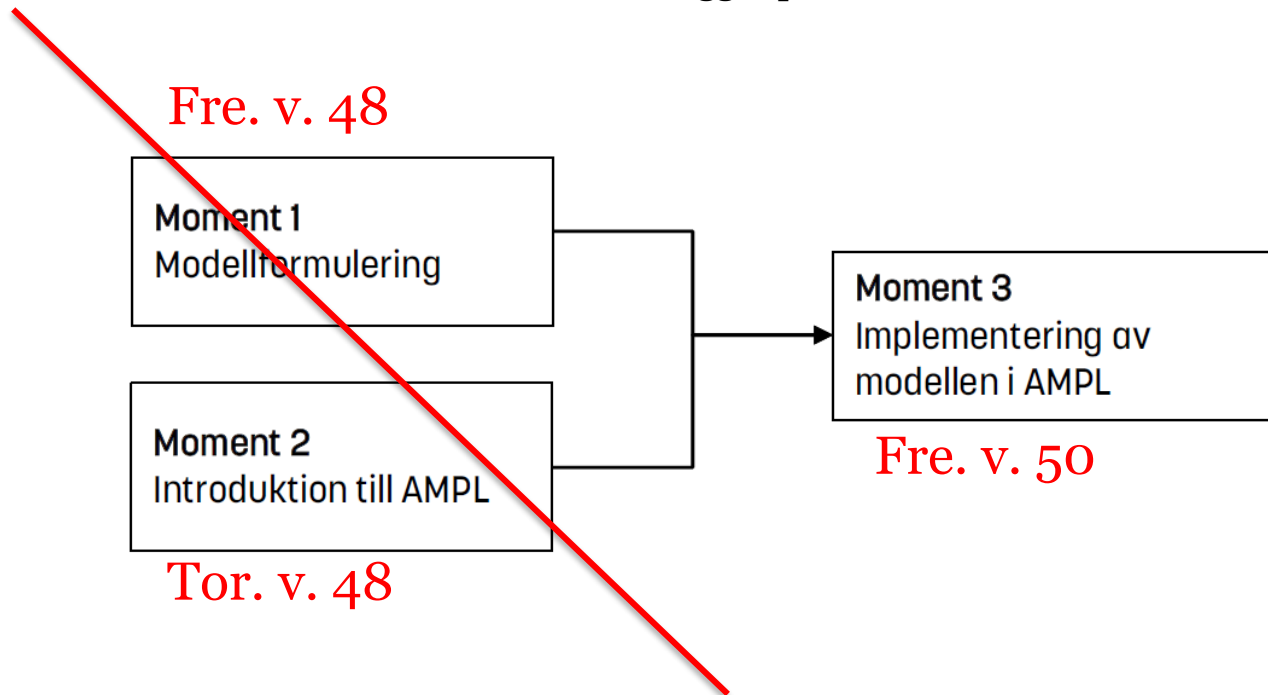 Fre. v. 48
Moment 1
Modellformulering
Moment 2
Introduktion till AMPL
Tor. v. 48
Moment 3
Implementering av
modellen i AMPL
Fre. v. 50